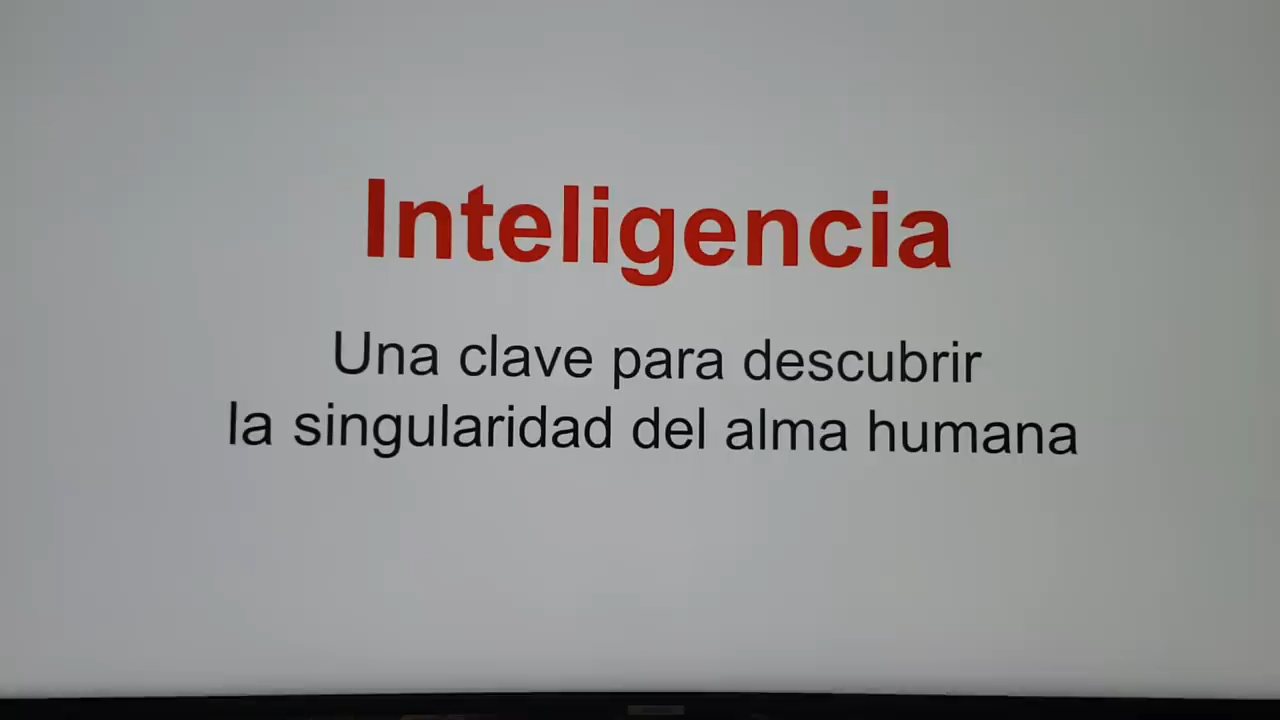 Inteligencia
Una clave para descubrir
la singularidad del alma humana